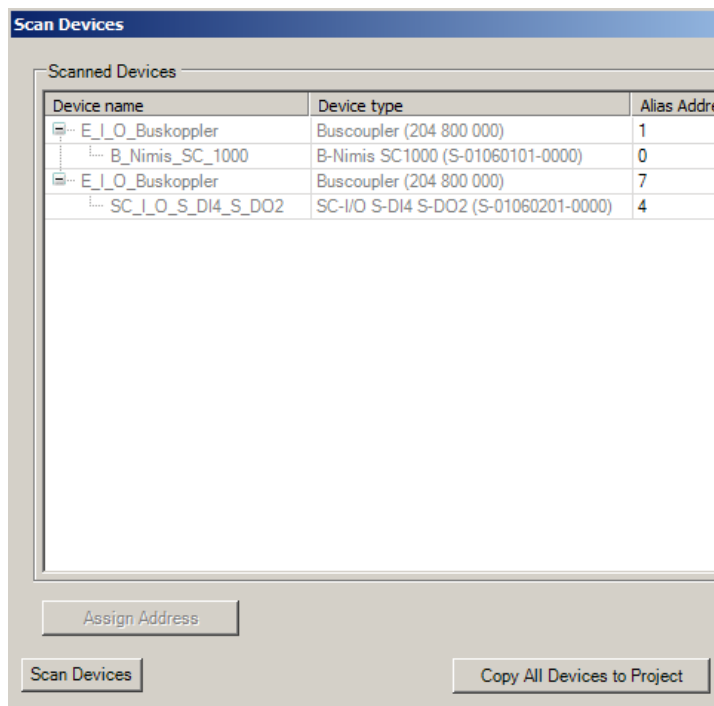 Scan Devices
Scanned Devices
Device name Device type Alias Addre
E_I_O_Buskoppler Buscoupler (204 800 000) 1
B_Nimis_SC_1000 B-Nimis SC1000 (S-01060101-0000) 0
E_I_O_Buskoppler Buscoupler (204 800 000) 7
SC_I_O_S_DI4_S_DO2 SC-I/O S-DI4 S-DO2 (S-01060201-0000) 4
Assign Address
Scan Devices Copy All Devices to Project